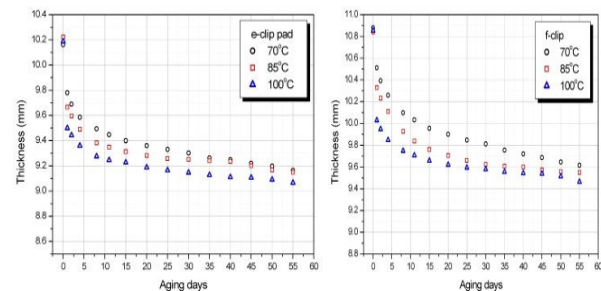 10.4
10.2
10.0
9.8
9.6
9.4
9.2
9.0
8.8
8.6
Thickness (mm)
0 5 10 15 20 25 30 35 40 45 50 55 60
Aging days
e-clip pad
70°C
85°C
100°C
11.0
10.8
10.6
10.4
10.2
10.0
9.8
9.6
9.4
9.2
9.0
8.8
Thickness (mm)
0 5 10 15 20 25 30 35 40 45 50 55 60
Aging days
f-clip
70°C
85°C
100°C